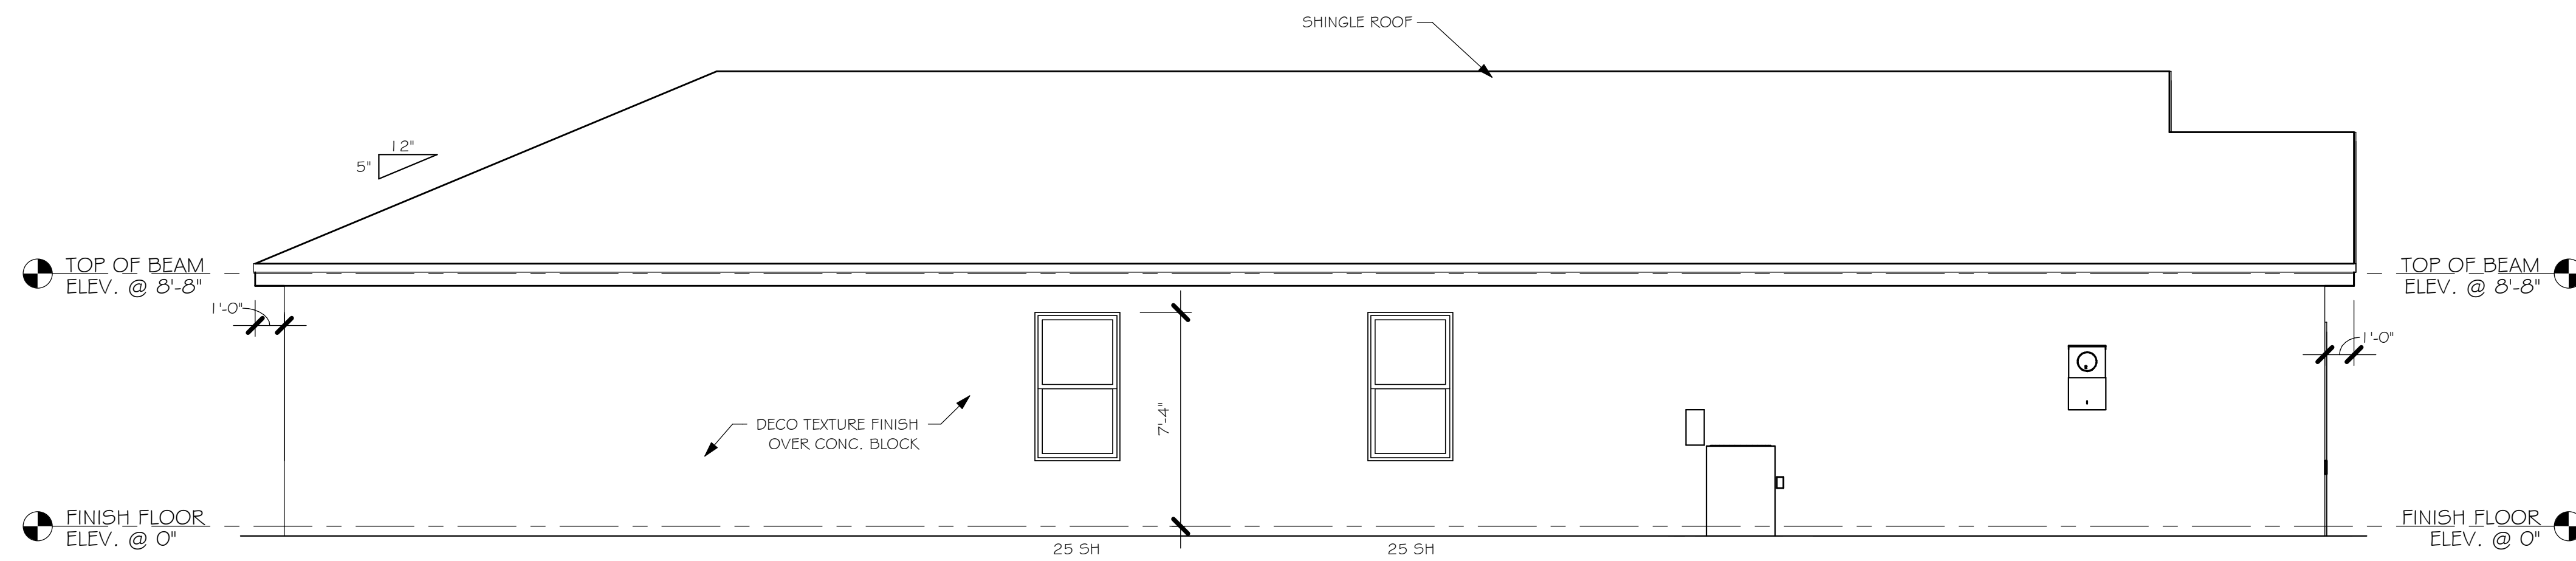 SHINGLE ROOF
12"
5"
TOP OF BEAM
ELEV. @ 8'-8"
TOP OF BEAM
ELEV. @ 8'-8"
1'-0"
1'-0"
7'-4"
DECO TEXTURE FINISH
OVER CONC. BLOCK
FINISH FLOOR
ELEV. @ 0"
FINISH FLOOR
ELEV. @ 0"
25 SH
25 SH